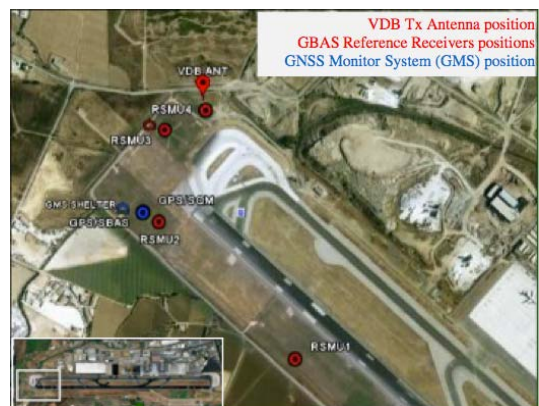 VDB Tx Antenna position
GBAS Reference Receivers positions
GNSS Monitor System (GMS) position
VDB ANT
RSMU4
RSMU3
GMS SHELTER
GPS/SCM
GPS/SBAS
RSMU2
RSMU1